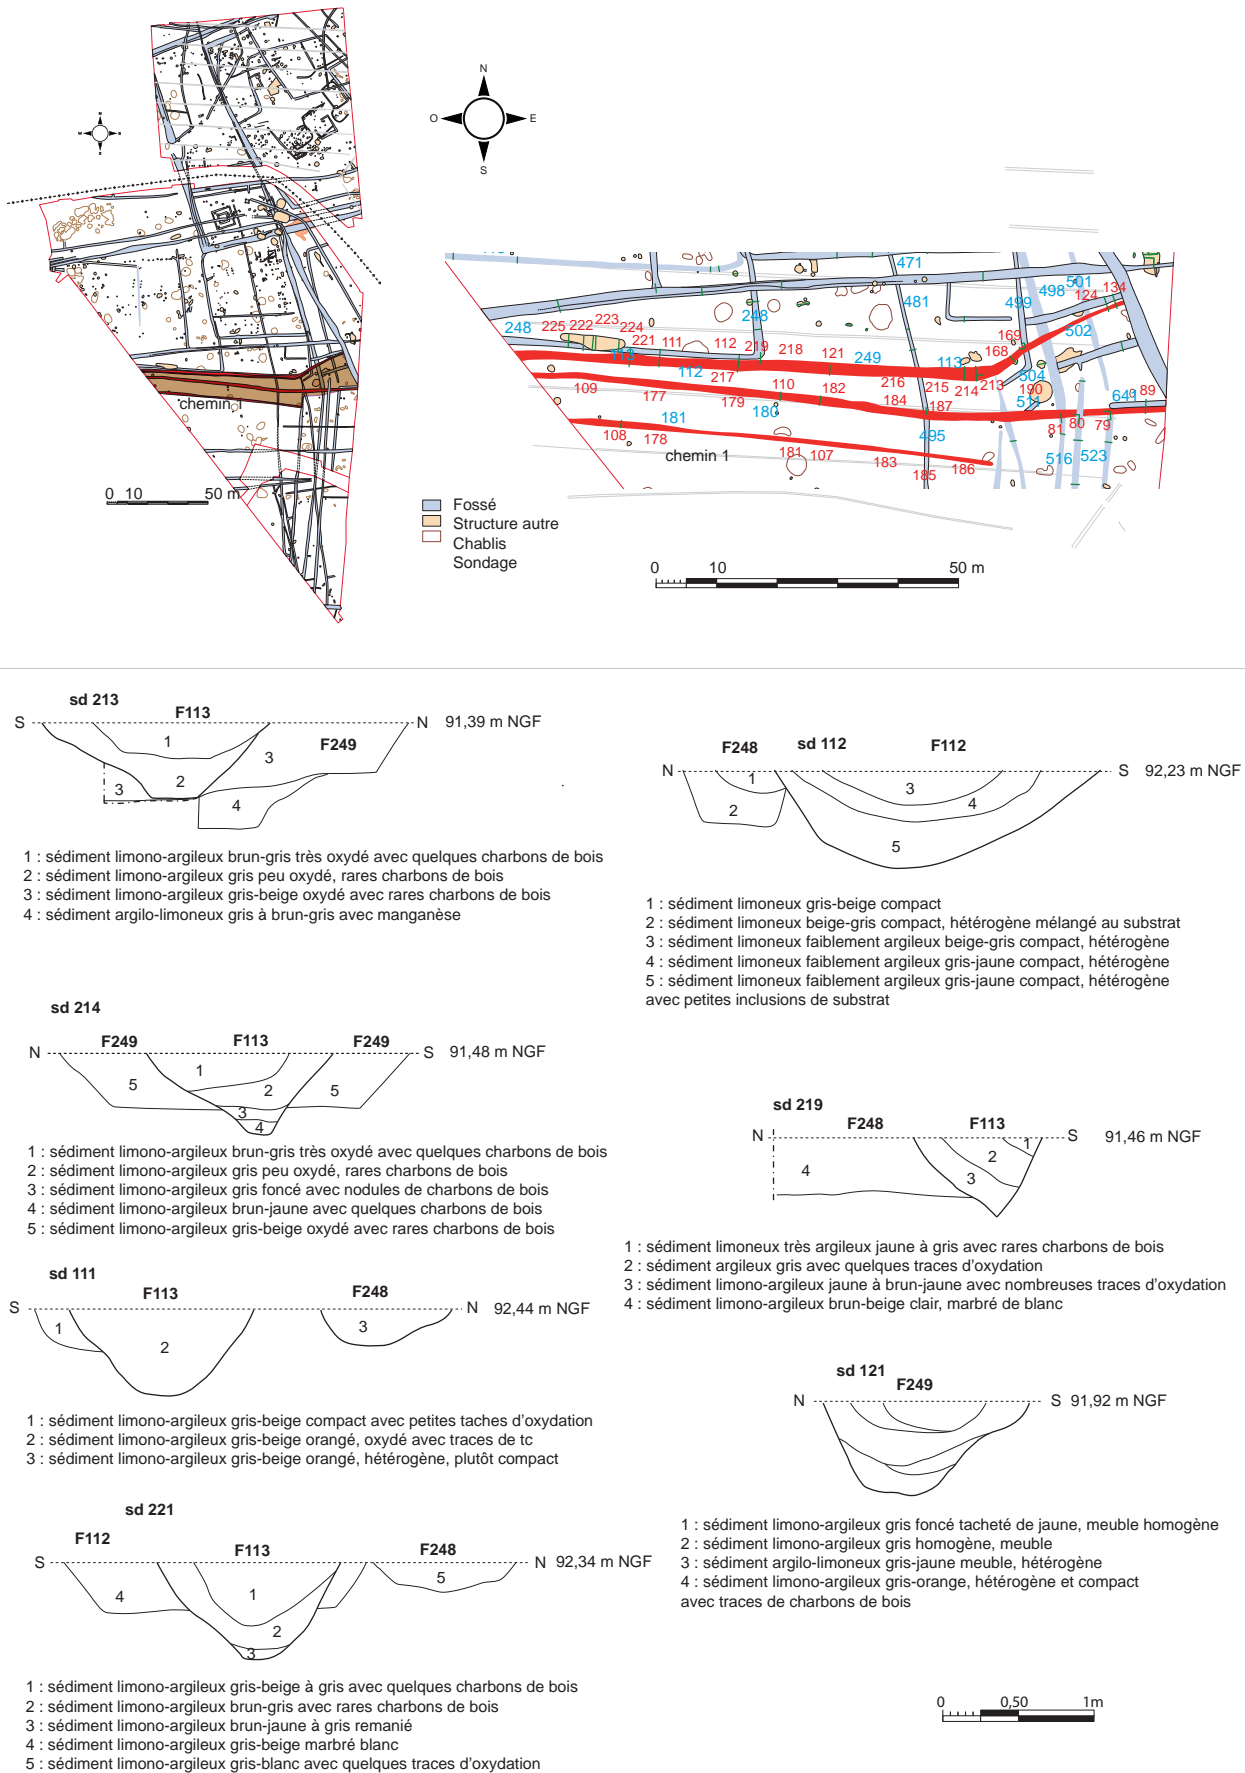 N
O
E
S
chemin 1
0 10 50 m
471
501
498
134
124
481
499
248
223
225 222 224
248
502
221 111 112 219 218 121 249
169
168
113
112
217
216
215
214
213
504
109
177
110
182
184
187
190
511
641
89
181
179
180
81 80 79
108
178
495
516 523
chemin 1
181 107
183
186
185
Fossé
Structure autre
Chablis
Sondage
0 10 50 m
sd 213
S F113 N 91,39 m NGF
F249
1
2
3
3
4
1 : sédiment limono-argileux brun-gris très oxydé avec quelques charbons de bois
2 : sédiment limono-argileux gris peu oxydé, rares charbons de bois
3 : sédiment limono-argileux gris-beige oxydé avec rares charbons de bois
4 : sédiment argilo-limoneux gris à brun-gris avec manganèse
F248 sd 112 F112
N S 92,23 m NGF
1
2
3
4
5
1 : sédiment limoneux gris-beige compact
2 : sédiment limoneux beige-gris compact, hétérogène mélangé au substrat
3 : sédiment limoneux faiblement argileux beige-gris compact, hétérogène
4 : sédiment limoneux faiblement argileux gris-jaune compact, hétérogène
5 : sédiment limoneux faiblement argileux gris-jaune compact, hétérogène
avec petites inclusions de substrat
sd 214
F249 F113 F249
N S 91,48 m NGF
1
5 2 5
3
4
1 : sédiment limono-argileux brun-gris très oxydé avec quelques charbons de bois
2 : sédiment limono-argileux gris peu oxydé, rares charbons de bois
3 : sédiment limono-argileux gris foncé avec nodules de charbons de bois
4 : sédiment limono-argileux brun-jaune avec quelques charbons de bois
5 : sédiment limono-argileux gris-beige oxydé avec rares charbons de bois
sd 219
F248 F113
N S 91,46 m NGF
1
2
4 3
1 : sédiment limoneux très argileux jaune à gris avec rares charbons de bois
2 : sédiment argileux gris avec quelques traces d'oxydation
3 : sédiment limono-argileux jaune à brun-jaune avec nombreuses traces d'oxydation
4 : sédiment limono-argileux brun-beige clair, marbré de blanc
sd 111
F113 F248
S N 92,44 m NGF
1 3
2
1 : sédiment limono-argileux gris-beige compact avec petites taches d'oxydation
2 : sédiment limono-argileux gris-beige orangé, oxydé avec traces de tc
3 : sédiment limono-argileux gris-beige orangé, hétérogène, plutôt compact
sd 121
F249
N S 91,92 m NGF
1 : sédiment limono-argileux gris foncé tacheté de jaune, meuble homogène
2 : sédiment limono-argileux gris homogène, meuble
3 : sédiment argilo-limoneux gris-jaune meuble, hétérogène
4 : sédiment limono-argileux gris-orange, hétérogène et compact
avec traces de charbons de bois
sd 221
F112 F113 F248
S N 92,34 m NGF
5
4 1
2
3
1 : sédiment limono-argileux gris-beige à gris avec quelques charbons de bois
2 : sédiment limono-argileux brun-gris avec rares charbons de bois
3 : sédiment limono-argileux brun-jaune à gris remanié
4 : sédiment limono-argileux gris-beige marbré blanc
5 : sédiment limono-argileux gris-blanc avec quelques traces d'oxydation
0 0,50 1m